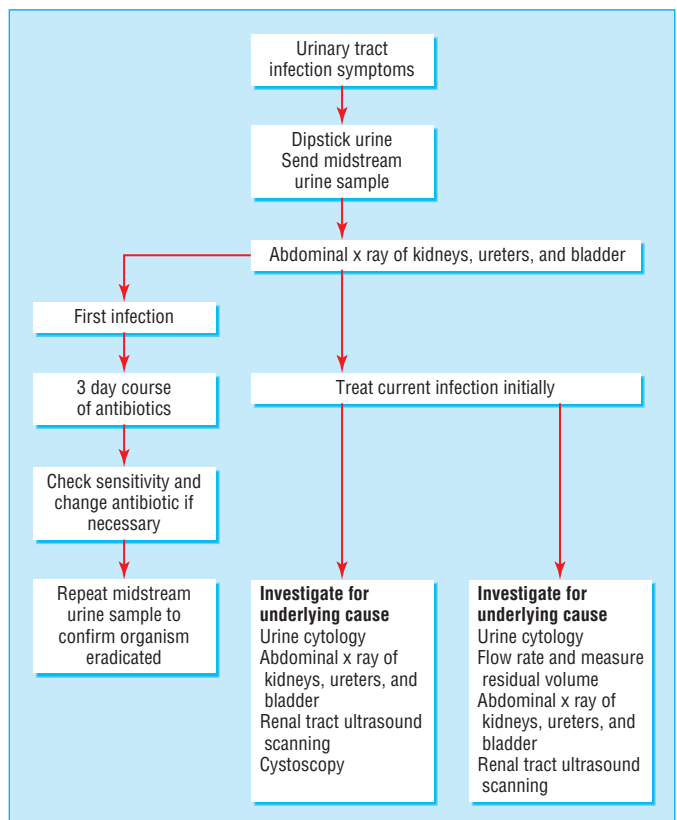 Urinary tract
infection symptoms
Dipstick urine
Send midstream
urine sample
Abdominal x ray of kidneys, ureters, and bladder
First infection
3 day course
of antibiotics
Treat current infection initially
Check sensitivity and
change antibiotic if
necessary
Repeat midstream
urine sample to
confirm organism
eradicated
Investigate for
underlying cause
Urine cytology
Abdominal x ray of
kidneys, ureters, and
bladder
Renal tract ultrasound
scanning
Cystoscopy
Investigate for
underlying cause
Urine cytology
Flow rate and measure
residual volume
Abdominal x ray of
kidneys, ureters, and
bladder
Renal tract ultrasound
scanning